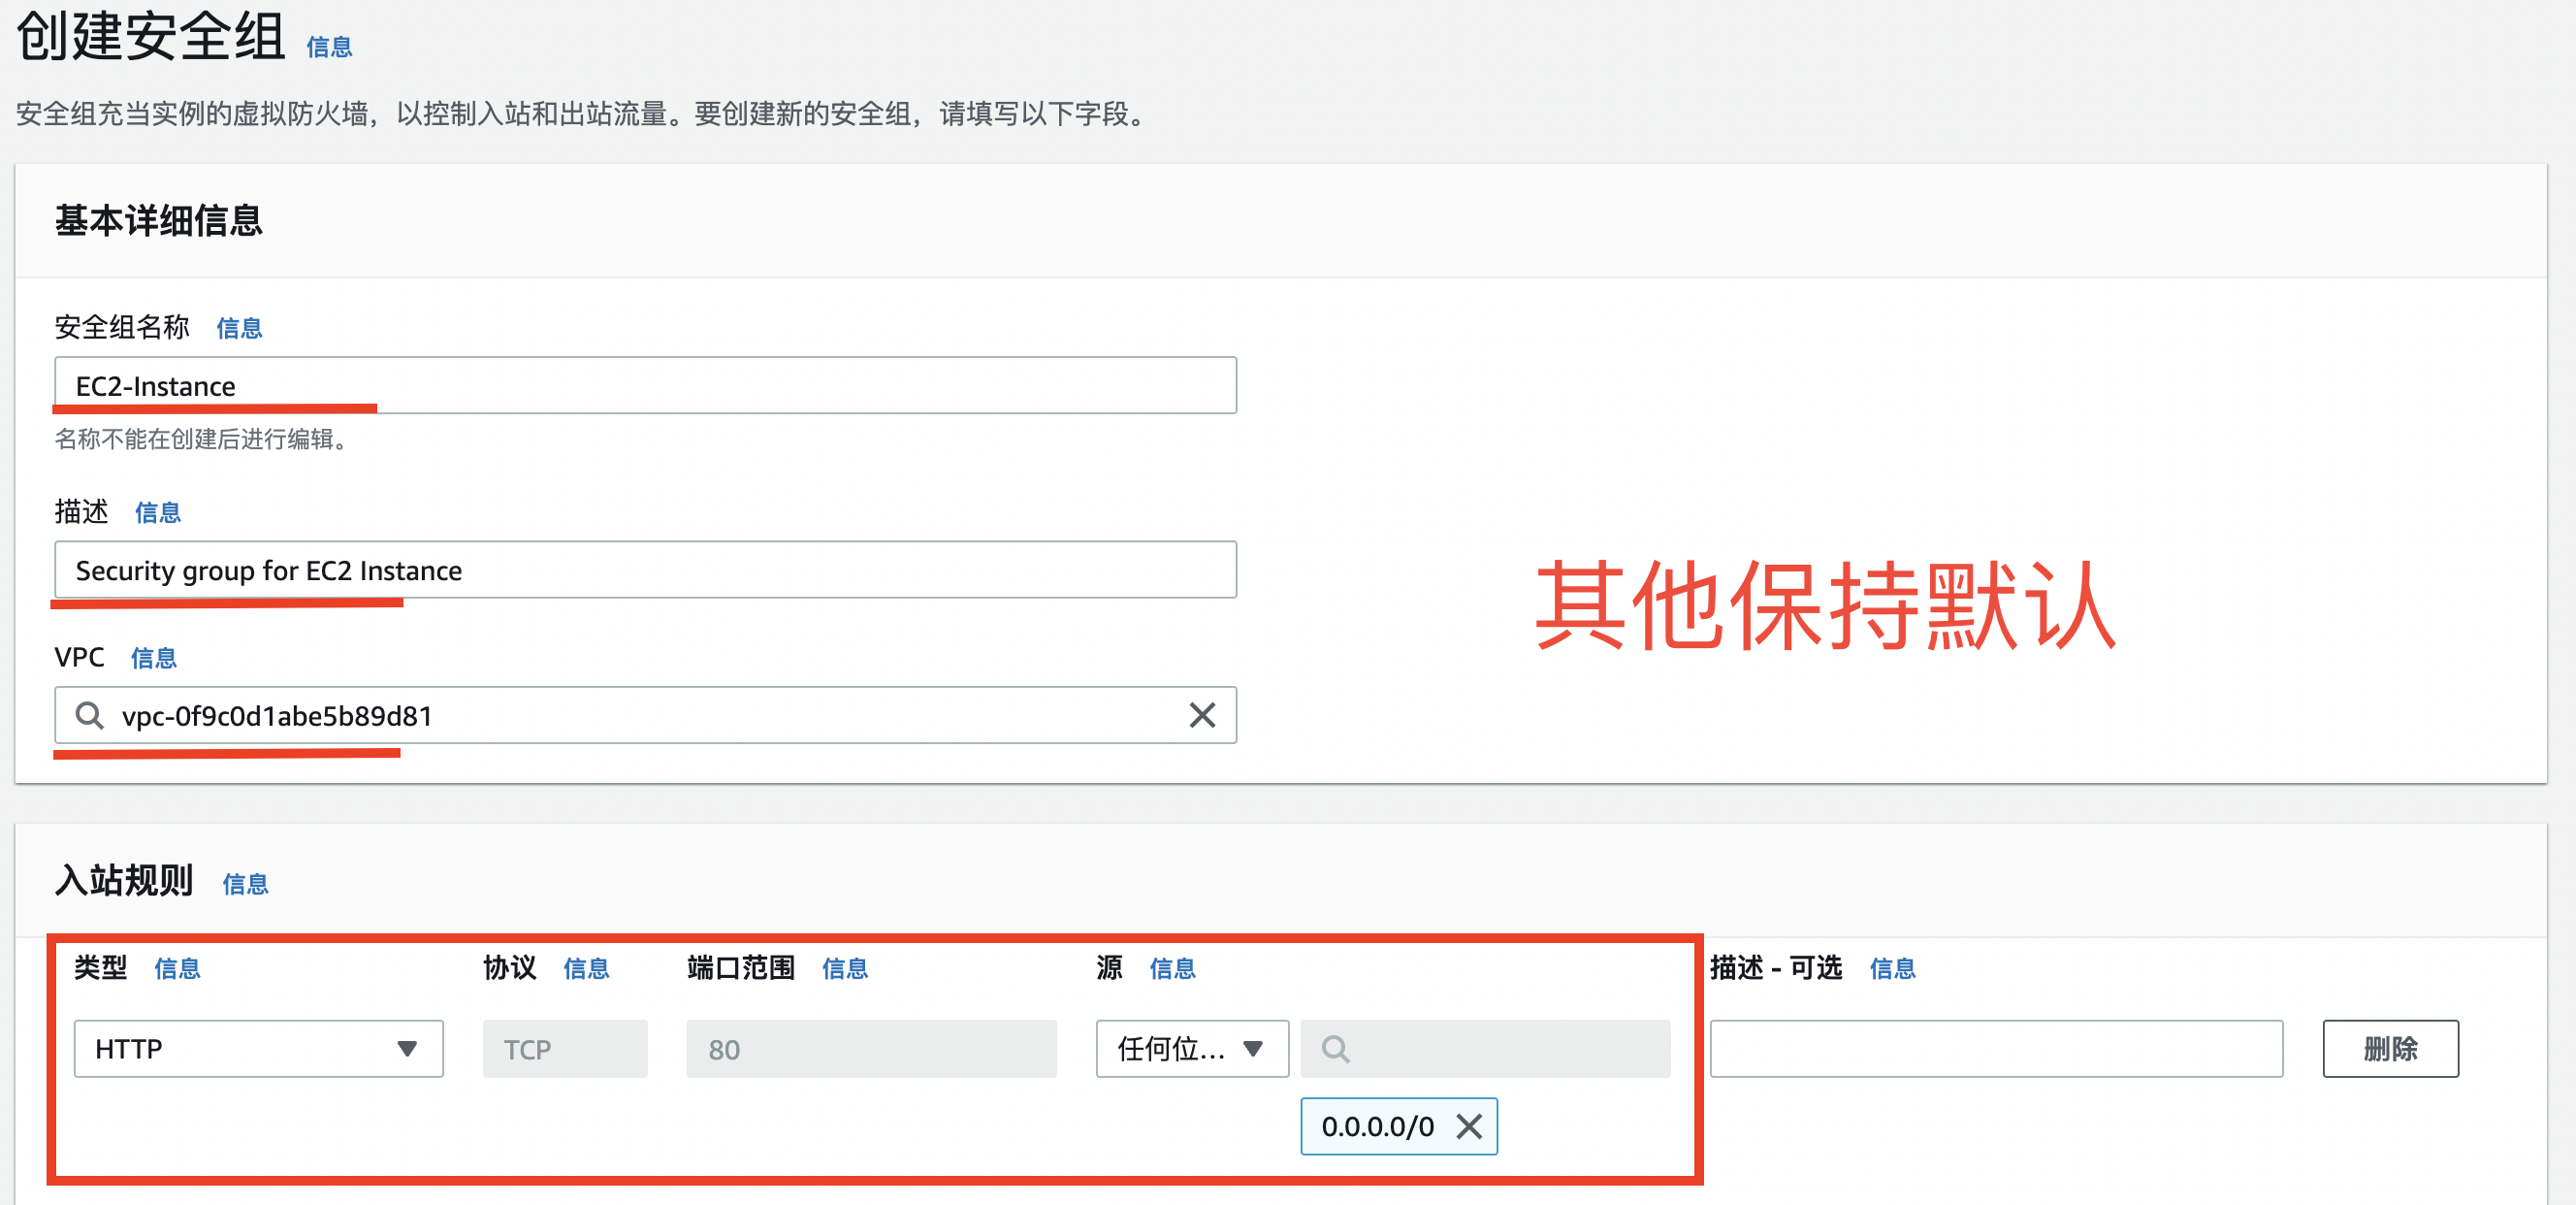 创建安全组 信息
安全组充当实例的虚拟防火墙，以控制入站和出站流量。要创建新的安全组，请填写以下字段。
基本详细信息
安全组名称 信息
EC2-Instance
名称不能在创建后进行编辑。
描述 信息
Security group for EC2 Instance
其他保持默认
VPC 信息
vpc-0f9c0d1abe5b89d81
入站规则 信息
类型 信息 协议 信息 端口范围 信息 源 信息 描述 - 可选 信息
HTTP TCP 80 任何位... 删除
0.0.0.0/0